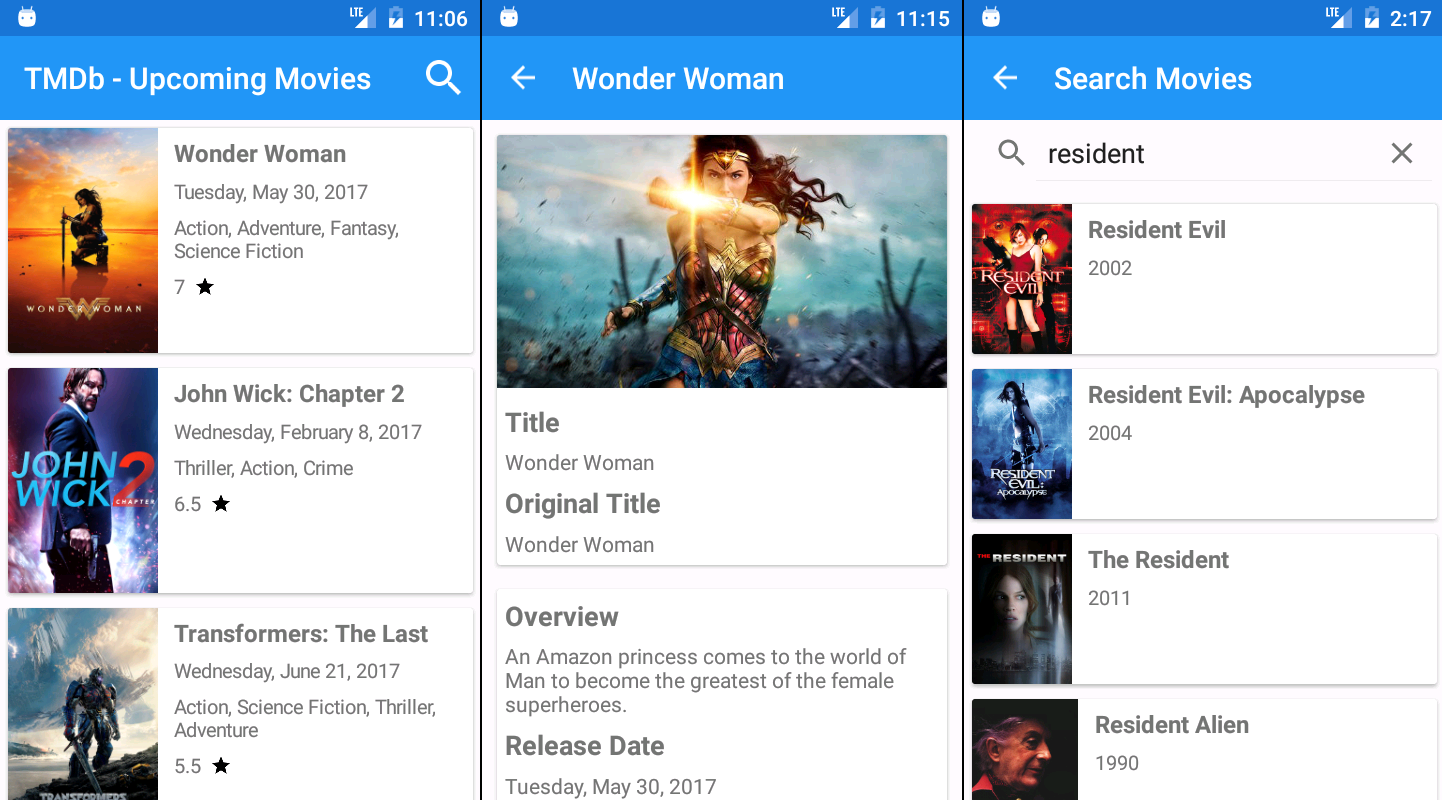 LTE 11:06
TMDb - Upcoming Movies
WONDER WOMAN
Wonder Woman
Tuesday, May 30, 2017
Action, Adventure, Fantasy,
Science Fiction
7
JOHN
WICK 2
CHAPTER
John Wick: Chapter 2
Wednesday, February 8, 2017
Thriller, Action, Crime
6.5
TRANSFORMERS
Transformers: The Last
Wednesday, June 21, 2017
Action, Science Fiction, Thriller,
Adventure
5.5
LTE 11:15
Wonder Woman
Title
Wonder Woman
Original Title
Wonder Woman
Overview
An Amazon princess comes to the world of
Man to become the greatest of the female
superheroes.
Release Date
Tuesday, May 30, 2017
LTE 2:17
Search Movies
resident
RESIDENT
EVIL
Resident Evil
2002
RESIDENT
EVIL:
APOCALYPSE
Resident Evil: Apocalypse
2004
THE RESIDENT
The Resident
2011
Resident Alien
1990